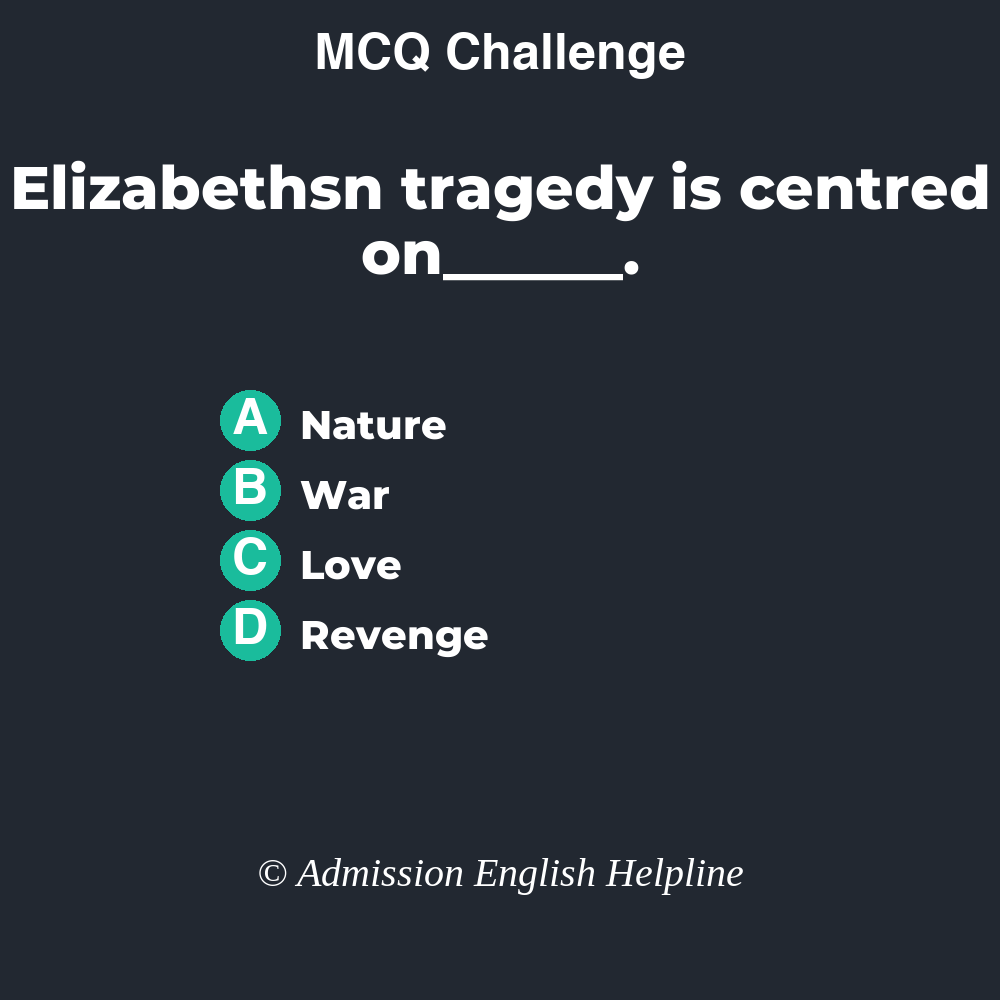 MCQ Challenge
Elizabethsn tragedy is centred
on______.
A Nature
B War
C Love
D Revenge
© Admission English Helpline